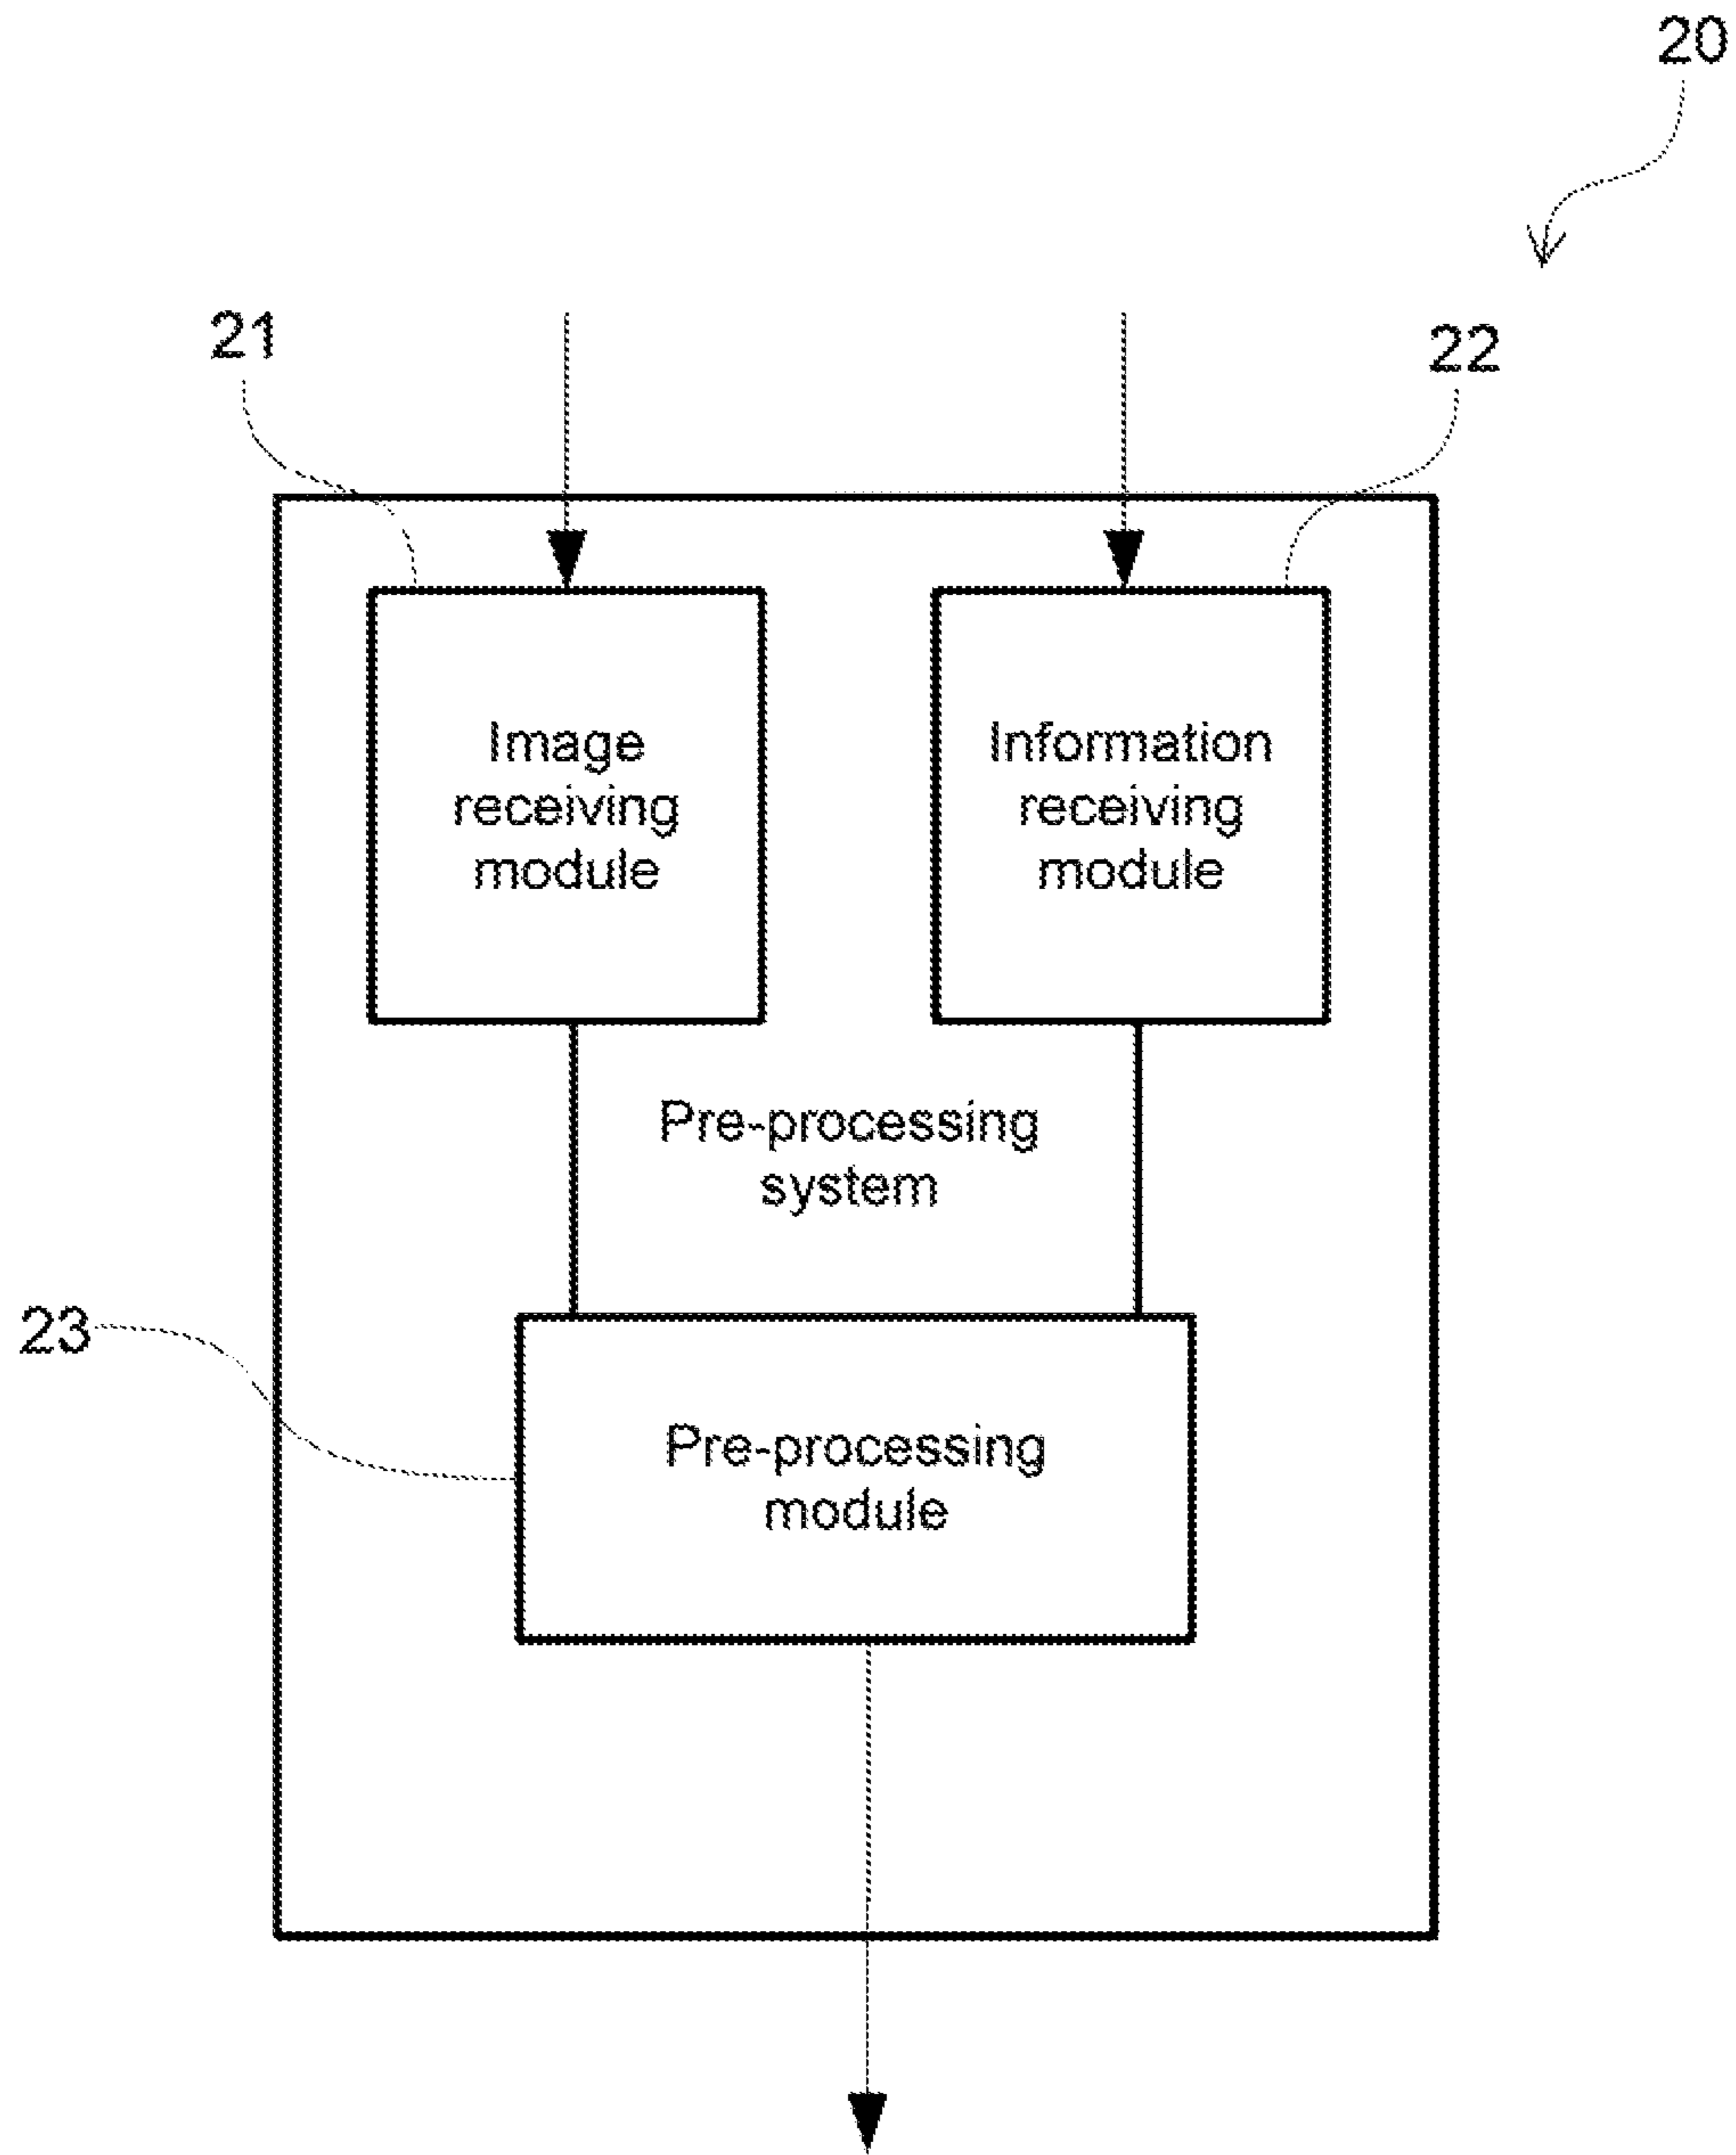 20
21
22
Image
receiving
module
Information
receiving
module
Pre-processing
system
23
Pre-processing
module